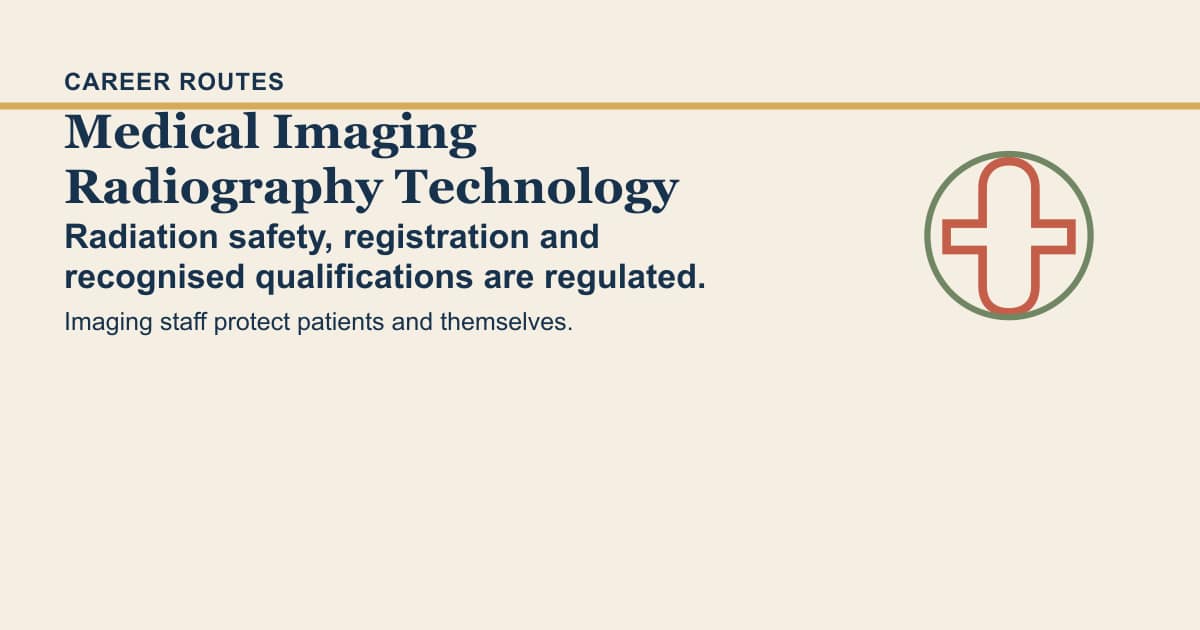 CAREER ROUTES
Medical Imaging
Radiography Technology
Radiation safety, registration and
recognised qualifications are regulated.
Imaging staff protect patients and themselves.